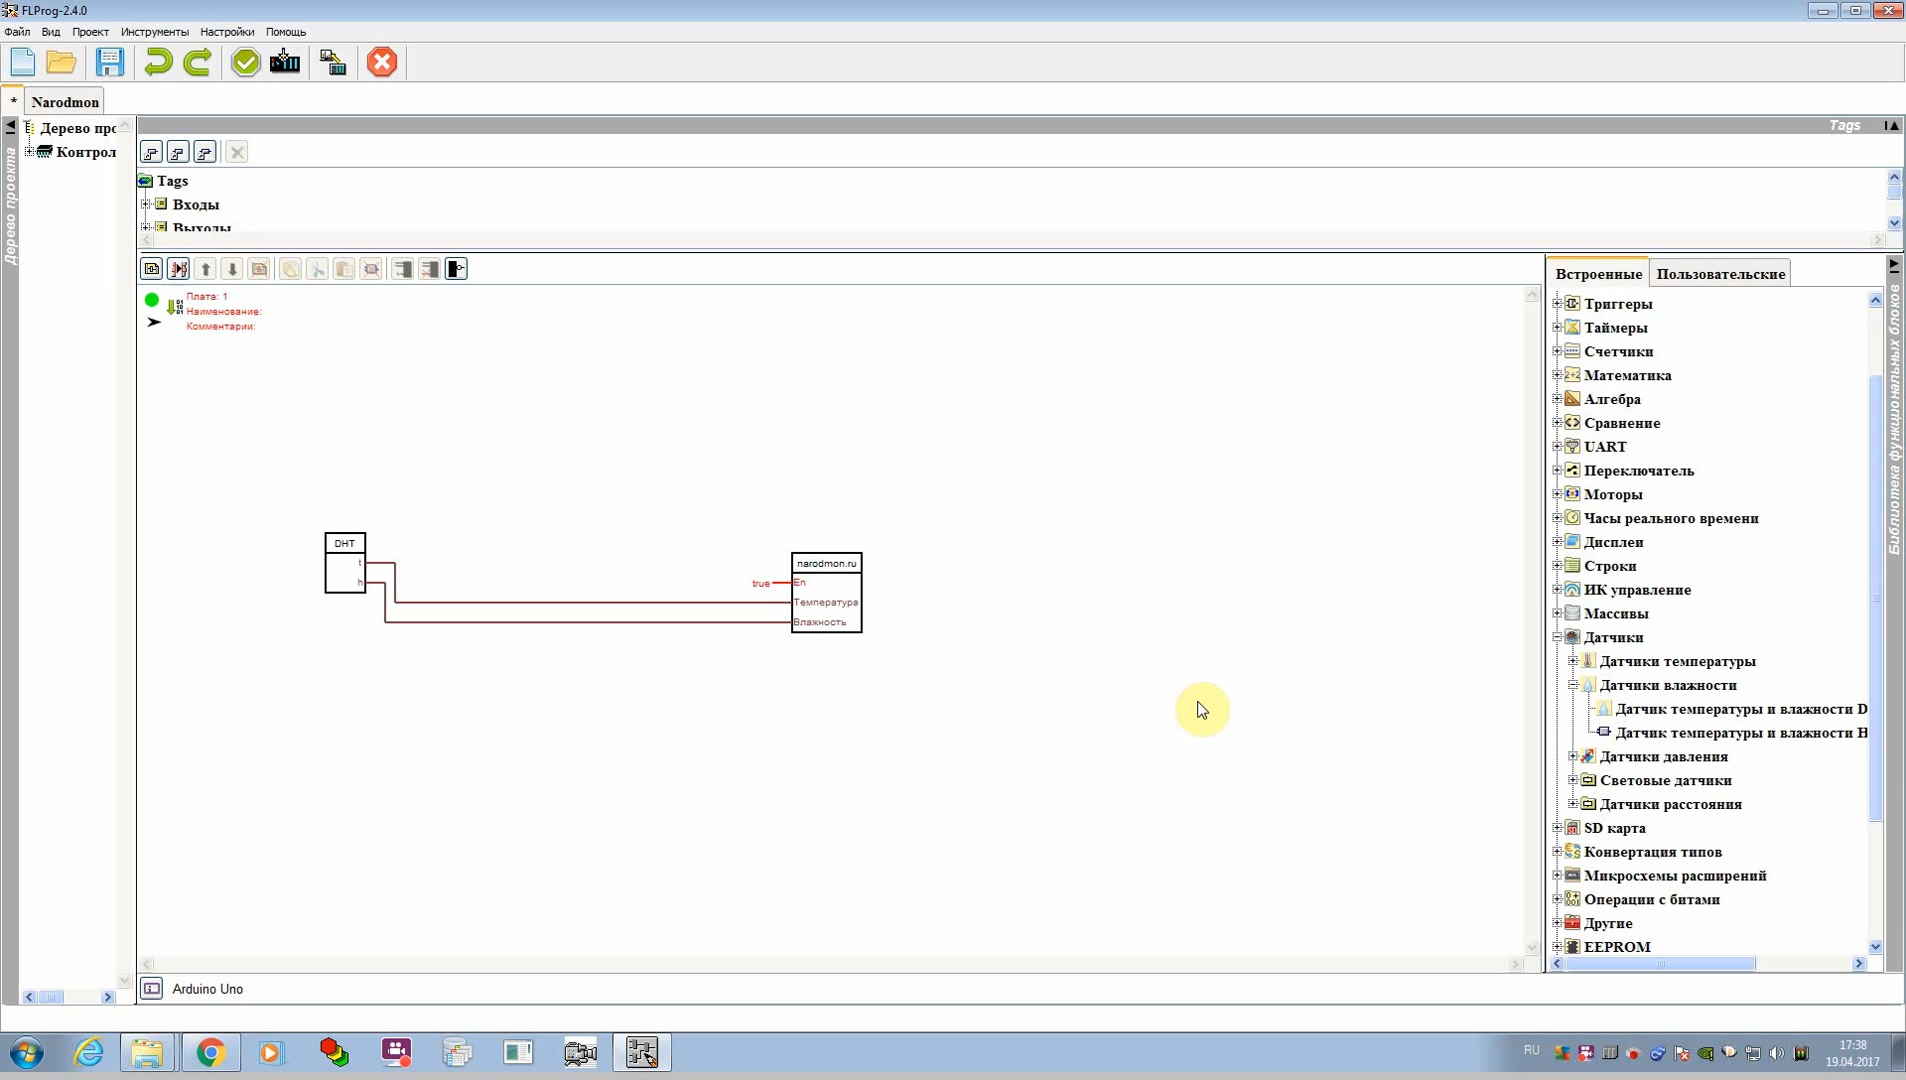 FLProg-2.4.0
Файл Вид Проект Инструменты Настройки Помощь
* Narodmon
Дерево про
Контрол
Дерево проекта
Tags
Tags
Входы
Выходы
Плата: 1
Наименование:
Комментарии:
DHT
t
h
narodmon.ru
true En
Температура
Влажность
Встроенные Пользовательские
Триггеры
Таймеры
Счетчики
Математика
Алгебра
Сравнение
UART
Переключатель
Моторы
Часы реального времени
Дисплеи
Строки
ИК управление
Массивы
Датчики
Датчики температуры
Датчики влажности
Датчик температуры и влажности D
Датчик температуры и влажности H
Датчики давления
Световые датчики
Датчики расстояния
SD карта
Конвертация типов
Микросхемы расширений
Операции с битами
Другие
EEPROM
Библиотека функциональных блоков
Arduino Uno
RU
17:38
19.04.2017